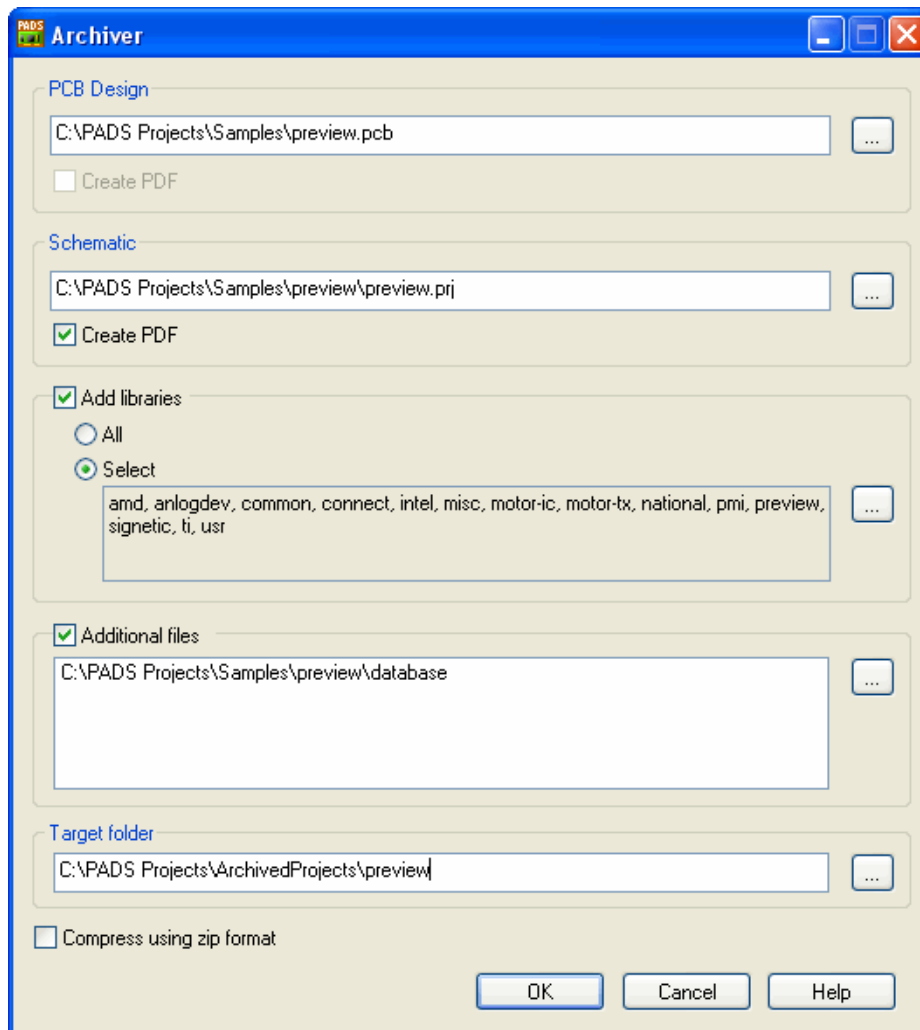 PADS
Archiver
PCB Design
C:\PADS Projects\Samples\preview.pcb
...
Create PDF
Schematic
C:\PADS Projects\Samples\preview\preview.prj
...
Create PDF
Add libraries
All
Select
amd, anlogdev, common, connect, intel, misc, motor-ic, motor-tx, national, pmi, preview,
signetic, ti, usr
...
Additional files
C:\PADS Projects\Samples\preview\database
...
Target folder
C:\PADS Projects\ArchivedProjects\preview
...
Compress using zip format
OK
Cancel
Help